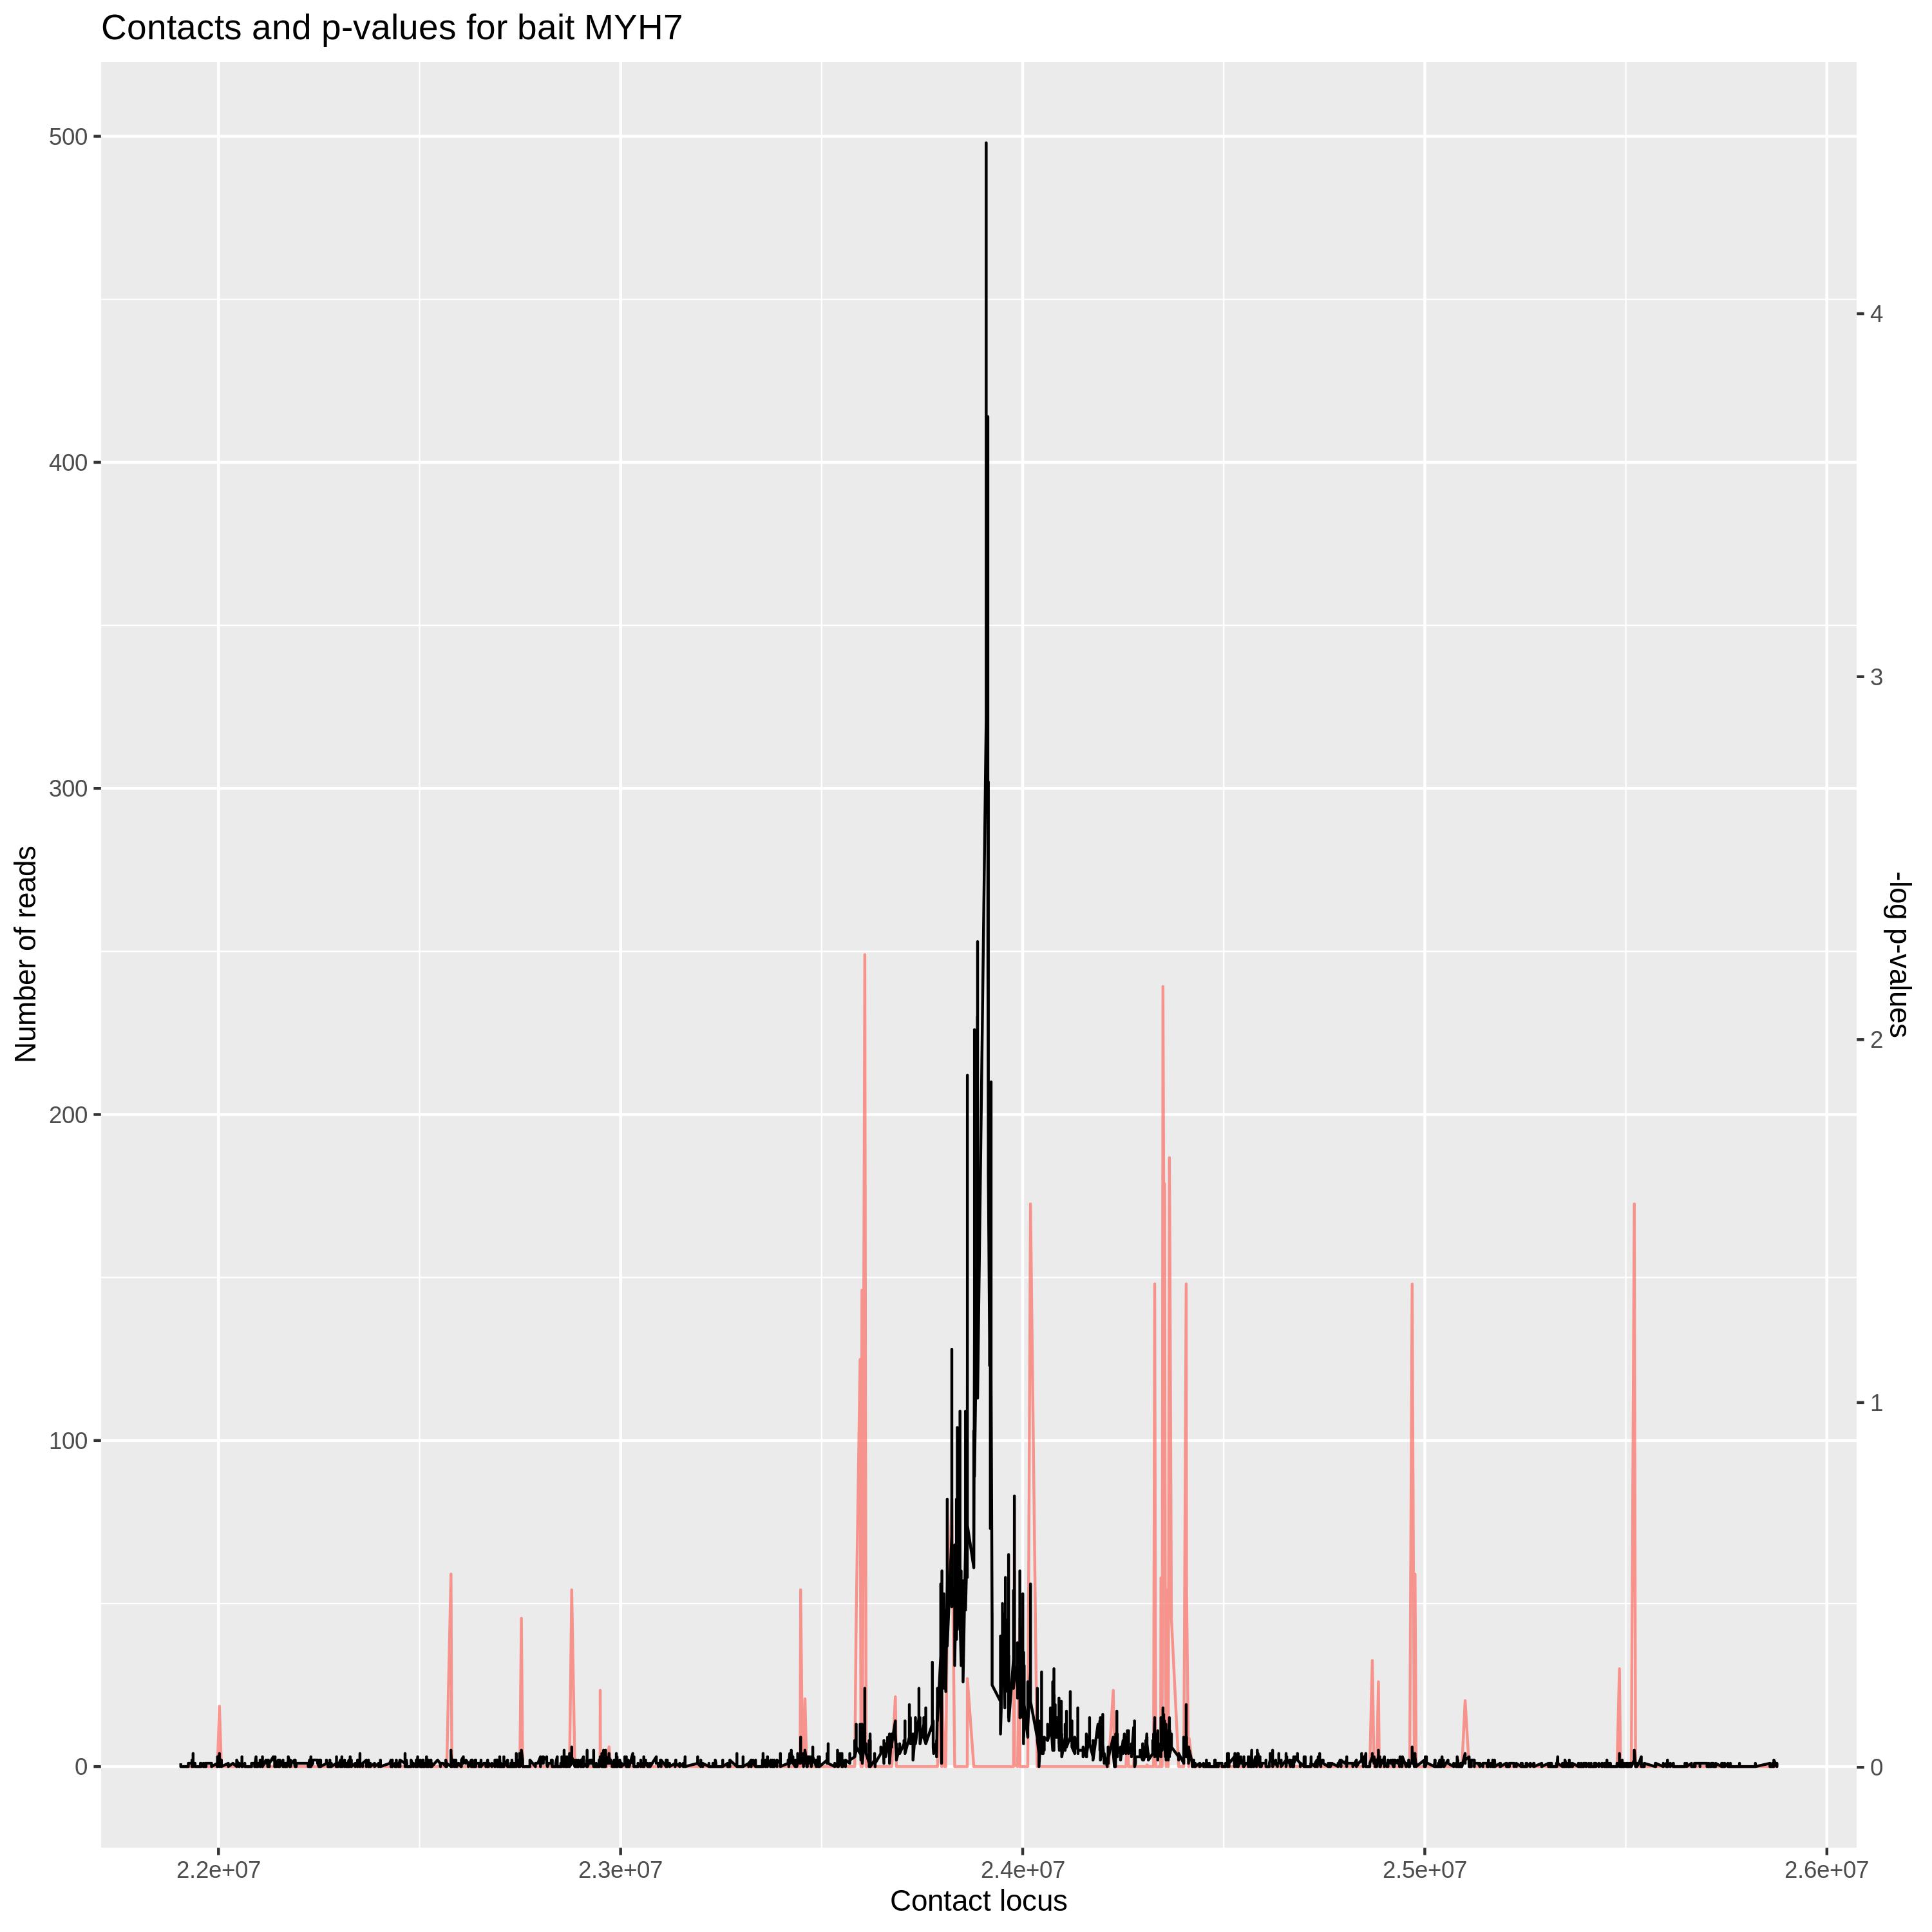 Contacts and p-values for bait MYH7
500
400
300
200
100
0
Number of reads
4
3
2
1
0
-log p-values
2.2e+07
2.3e+07
2.4e+07
2.5e+07
2.6e+07
Contact locus